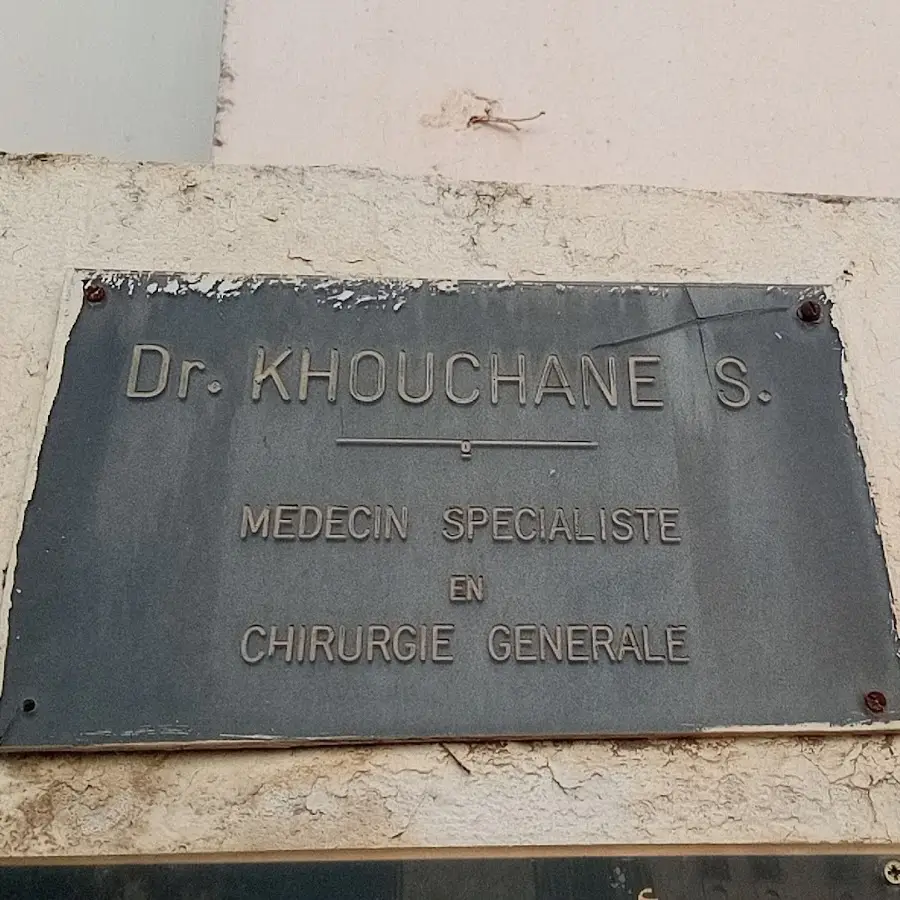 Dr. KHOUCHANE S.
MEDECIN SPECIALISTE
EN
CHIRURGIE GENERALE